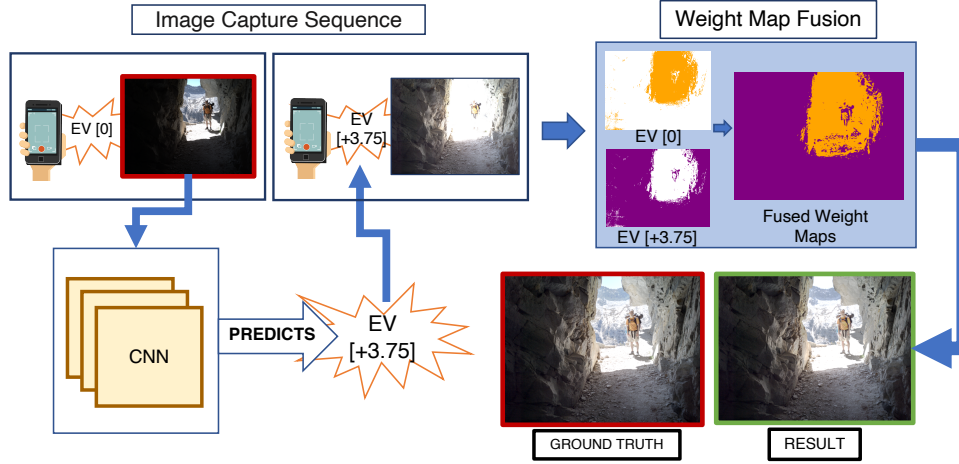 Image Capture Sequence
Weight Map Fusion
EV [0]
EV
[+3.75]
EV [0]
EV [+3.75]
Fused Weight
Maps
CNN
PREDICTS
EV
[+3.75]
GROUND TRUTH
RESULT